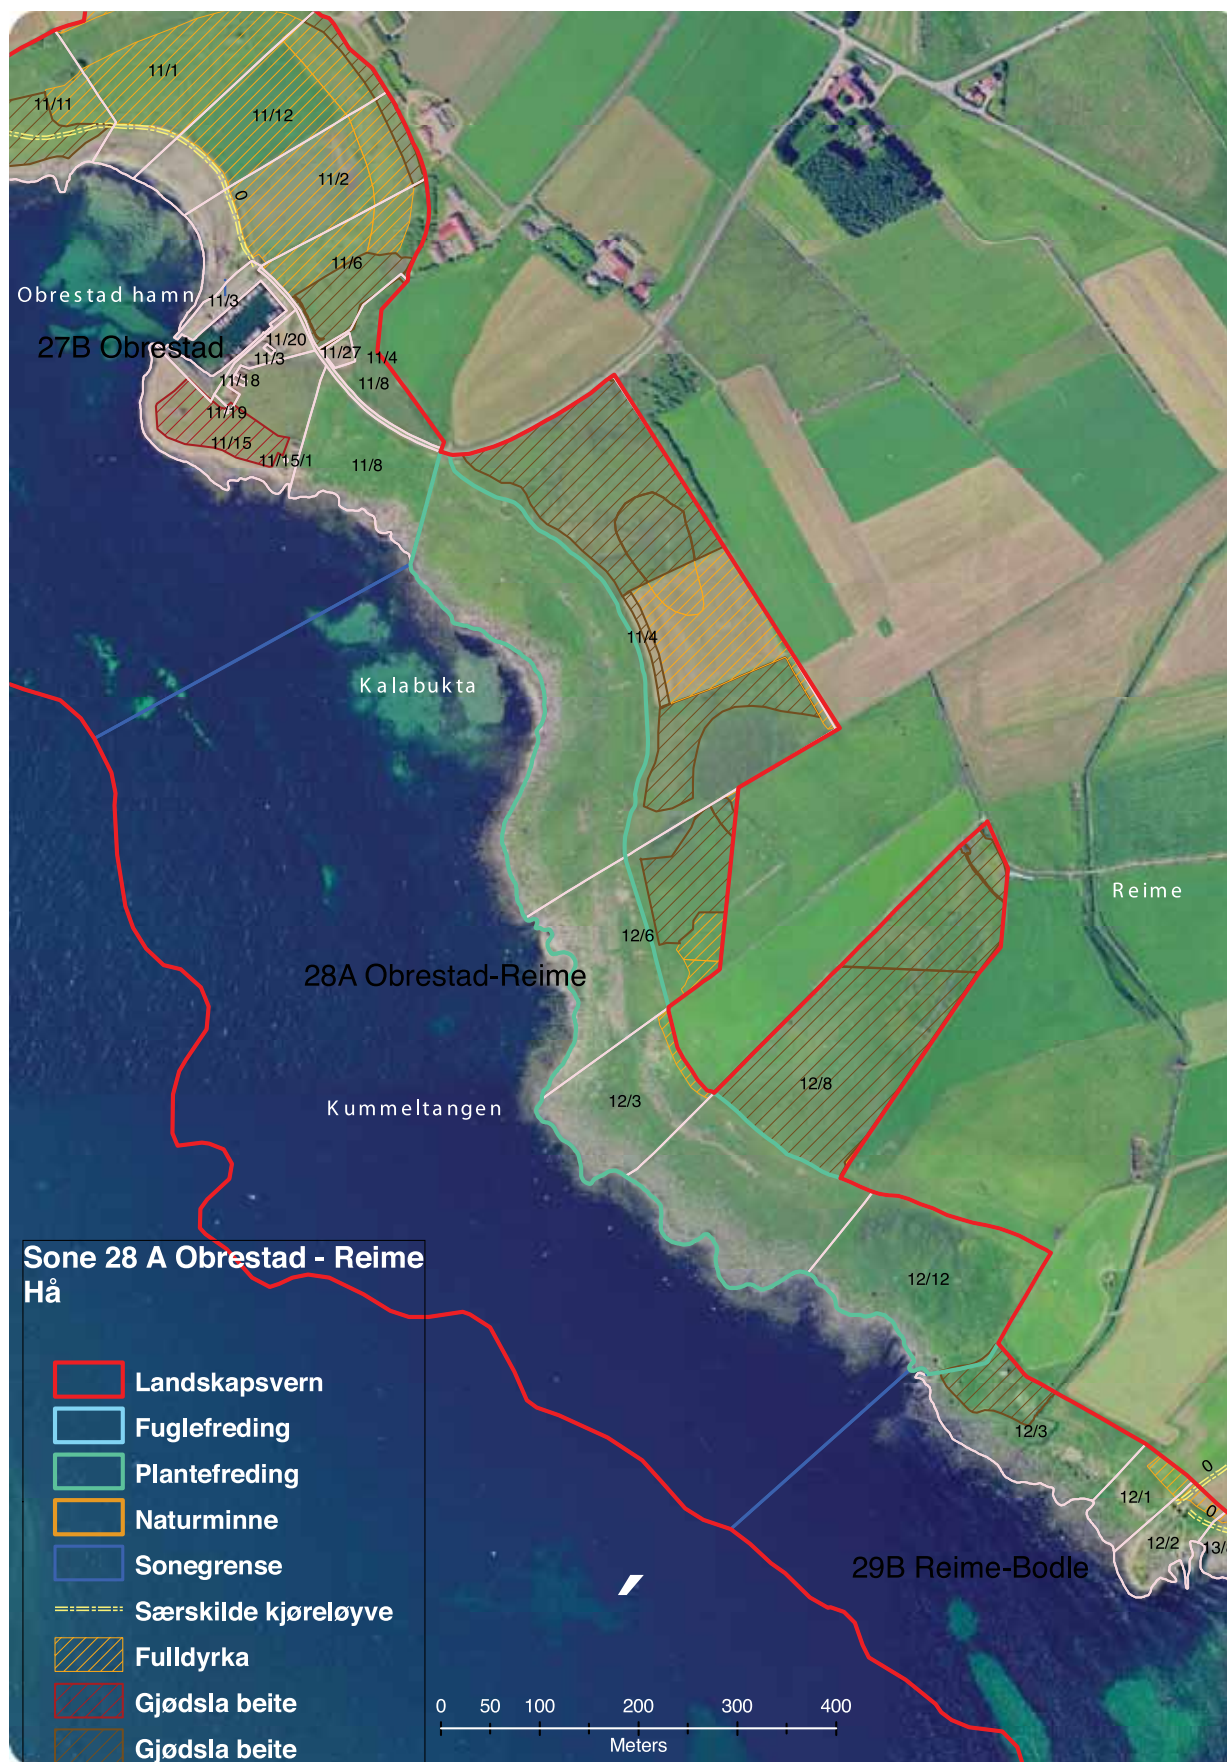 11/1
11/11
11/12
11/2
0
11/6
Obrestad hamn
11/3
27B Obrestad
11/20
11/3
11/27
11/4
11/18
11/8
11/19
11/15
11/15/1
11/8
11/4
Kalabukta
Reime
12/6
28A Obrestad-Reime
12/8
12/3
Kummeltangen
Sone 28 A Obrestad - Reime
Hå
12/12
Landskapsvern
Fuglefreding
12/3
Plantefreding
0
12/1
Naturminne
0
12/2
Sonegrense
29B Reime-Bodle
Særskilde kjøreløyve
Fulldyrka
Gjødsla beite
Gjødsla beite
0 50 100 200 300 400
Meters